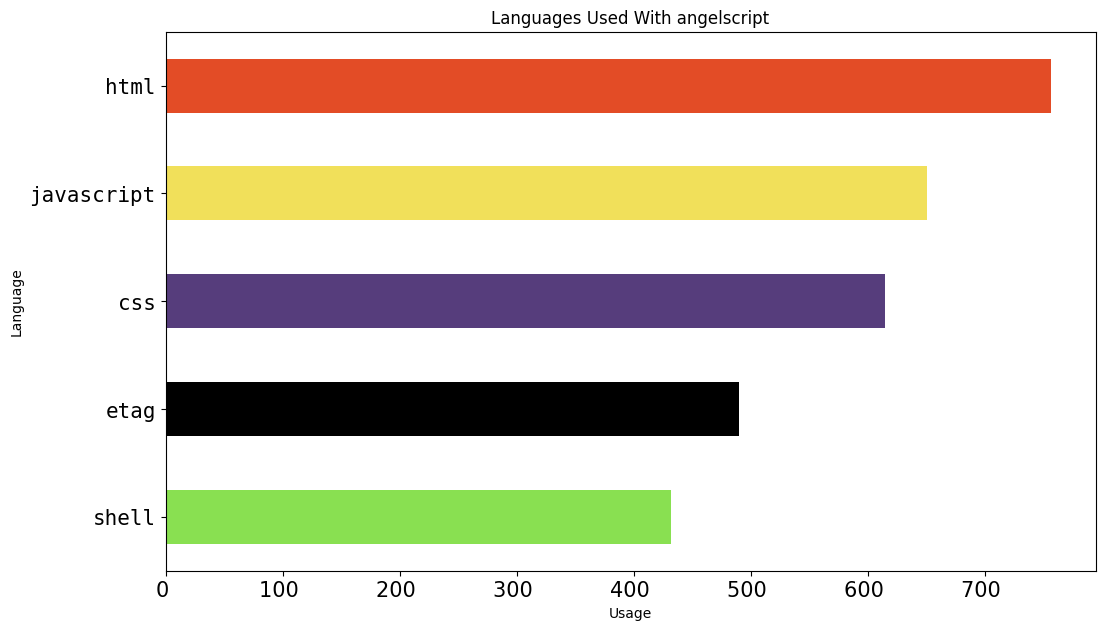 Languages Used With angelscript
html
javascript
css
etag
shell
Language
0 100 200 300 400 500 600 700
Usage